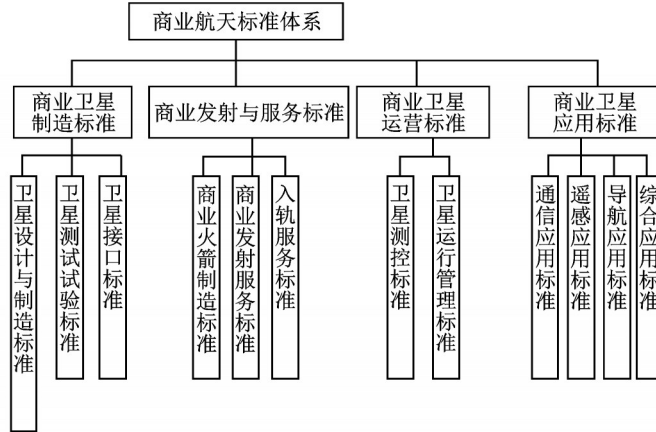 商业航天标准体系
商业卫星
制造标准
商业发射与服务标准
商业卫星
运营标准
商业卫星
应用标准
卫星设计与制造标准
卫星测试试验标准
卫星接口标准
商业火箭制造标准
商业发射服务标准
入轨服务标准
卫星测控标准
卫星运行管理标准
通信应用标准
遥感应用标准
导航应用标准
综合应用标准